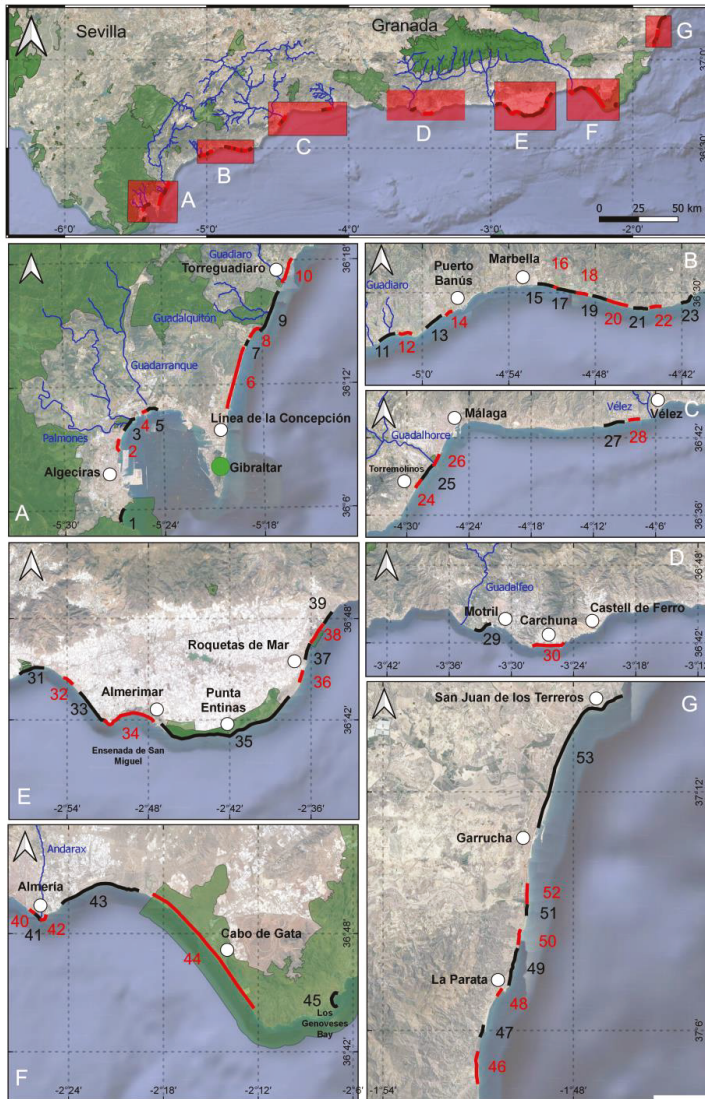 Sevilla
Granada
G
37°0'
36°30'
A
B
C
D
E
F
0 25 50 km
-6°0' -5°0' -4°0' -3°0' -2°0'
Guadiaro
Torreguadiaro
10
36°18'
Guadalquitón
9
8
7
Guadarranque
6
36°12'
Palmones
4
5
3
2
Línea de la Concepción
Algeciras
Gibraltar
1
A
36°6'
-5°30' -5°24' -5°18'
B
Puerto Banús
Marbella
16
18
Guadiaro
36°30'
11
12
13
14
15
17
19
20
21
22
23
-5°0' -4°54' -4°48' -4°42'
C
Málaga
Vélez
Vélez
36°42'
Guadalhorce
Torremolinos
26
25
24
27
28
36°36'
-4°30' -4°24' -4°18' -4°12' -4°6'
D
36°48'
Guadalfeo
Motril
Carchuna
Castell de Ferro
29
30
36°42'
-3°42' -3°36' -3°30' -3°24' -3°18' -3°12'
39
36°48'
38
Roquetas de Mar
37
36
31
32
33
Almerimar
Punta Entinas
34
35
36°42'
Ensenada de San Miguel
E
-2°54' -2°48' -2°42' -2°36'
Andarax
Almería
43
40
41
42
36°48'
Cabo de Gata
44
45
Los Genoveses Bay
36°42'
F
-2°24' -2°18' -2°12'
G
San Juan de los Terreros
53
37°12'
Garrucha
52
51
50
La Parata
49
48
47
37°6'
46
-1°54' -1°48'